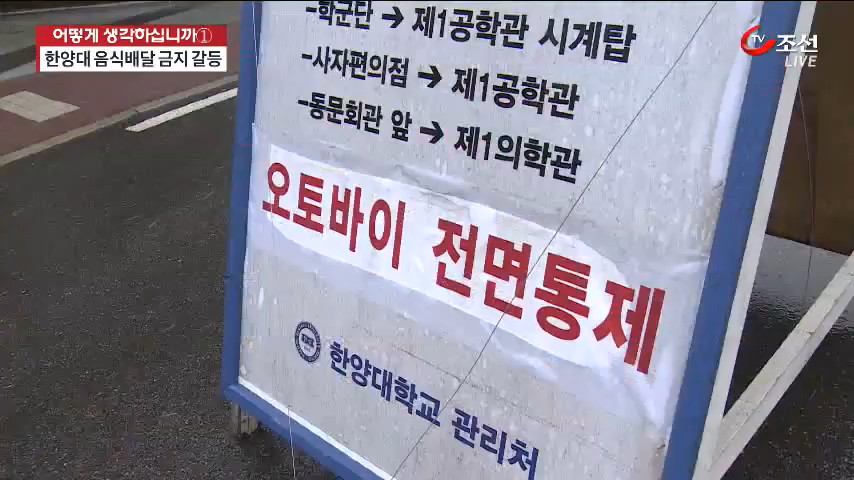 어떻게 생각하십니까①
한양대 음식배달 금지 갈등
TV조선
LIVE
-학군단 → 제1공학관 시계탑
-사자편의점 → 제1공학관
-동문회관 앞 → 제1의학관
오토바이 전면통제
한양대학교 관리처